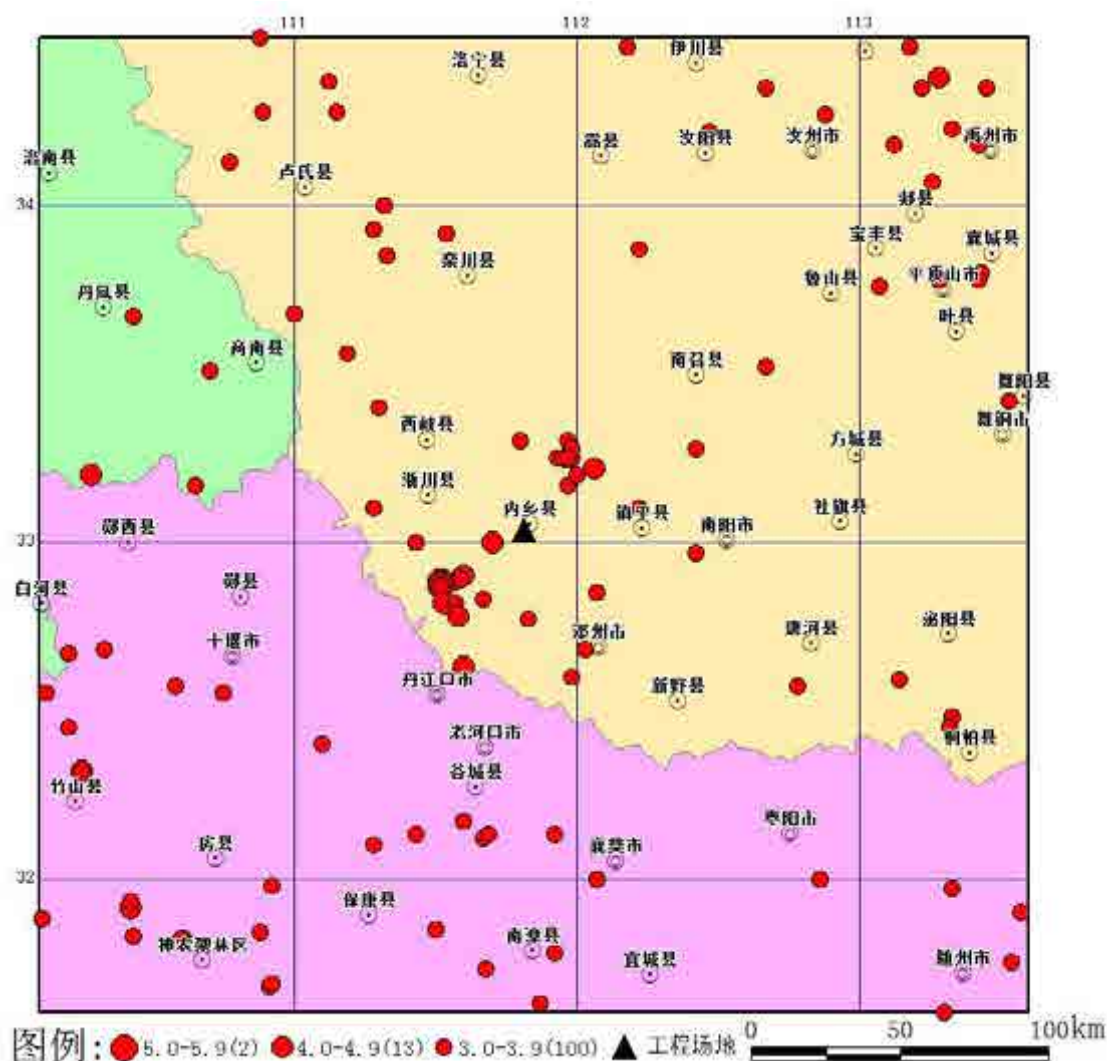 111 112 113
伊川县
洛宁县
嵩县 汝阳县 汝州市 禹州市
洛南县
卢氏县
34
郏县
宝丰县
襄城县
栾川县
鲁山县 平顶山市
丹凤县
叶县
商南县
南召县
舞阳县
西峡县
舞钢市
方城县
淅川县
内乡县
镇平县 南阳市 社旗县
郧西县
33
白河县
郧县
十堰市
邓州市 唐河县 泌阳县
丹江口市
新野县
老河口市
桐柏县
谷城县
竹山县
枣阳市
房县
襄樊市
32
保康县
神农架林区
南漳县
宜城县 随州市
图例: 5.0-5.9(2) 4.0-4.9(13) 3.0-3.9(100) 工程场地
0 50 100km